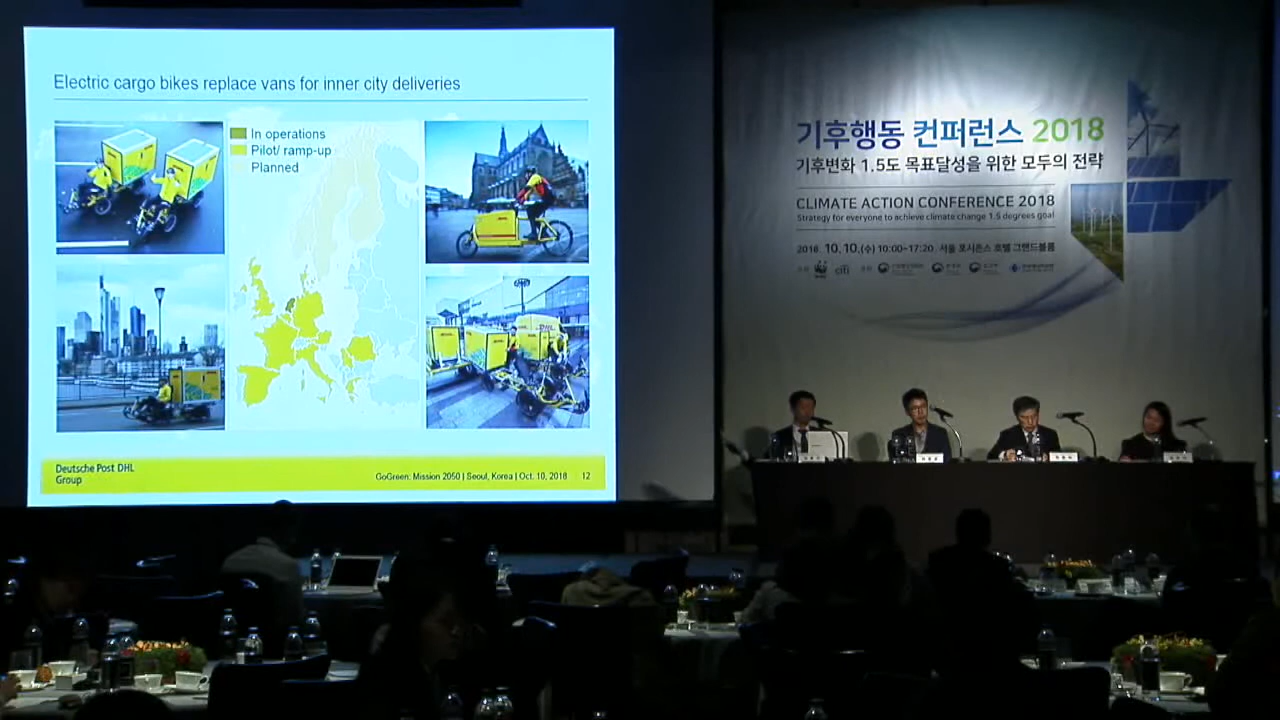 Electric cargo bikes replace vans for inner city deliveries
In operations
Pilot/ ramp-up
Planned
DHL
Deutsche Post DHL
Group
GoGreen: Mission 2050 | Seoul, Korea | Oct. 10, 2018 12
기후행동 컨퍼런스 2018
기후변화 1.5도 목표달성을 위한 모두의 전략
CLIMATE ACTION CONFERENCE 2018
Strategy for everyone to achieve climate change 1.5 degrees goal
2018. 10. 10.(수) 10:00~17:20 서울 포시즌스 호텔 그랜드볼룸
WWF
citi